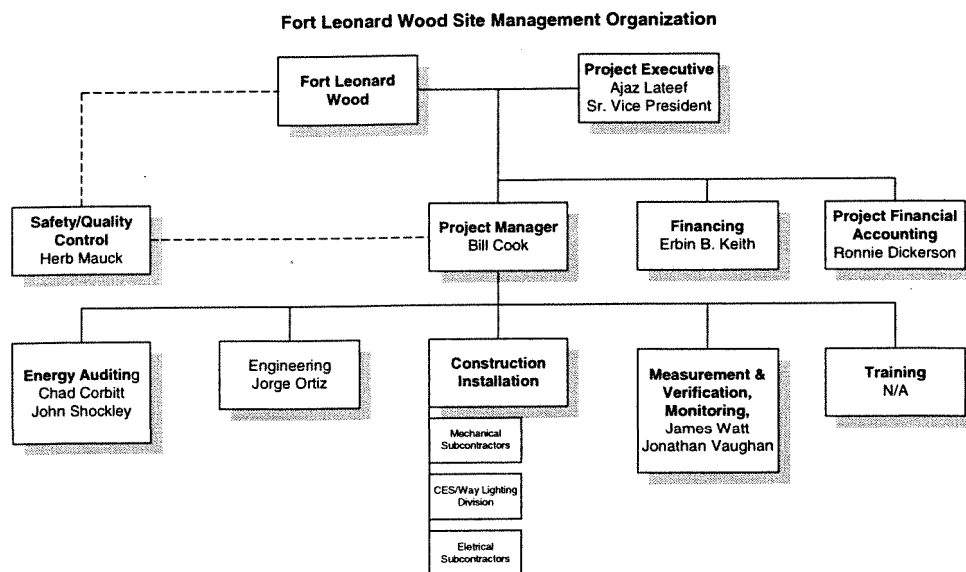 Fort Leonard Wood Site Management Organization
Fort Leonard
Wood
Project Executive
Ajaz Lateef
Sr. Vice President
Safety/Quality
Control
Herb Mauck
Project Manager
Bill Cook
Financing
Erbin B. Keith
Project Financial
Accounting
Ronnie Dickerson
Energy Auditing
Chad Corbitt
John Shockley
Engineering
Jorge Ortiz
Construction
Installation
Mechanical
Subcontractors
CES/Way Lighting
Division
Eletrical
Subcontractors
Measurement &
Verification,
Monitoring,
James Watt
Jonathan Vaughan
Training
N/A